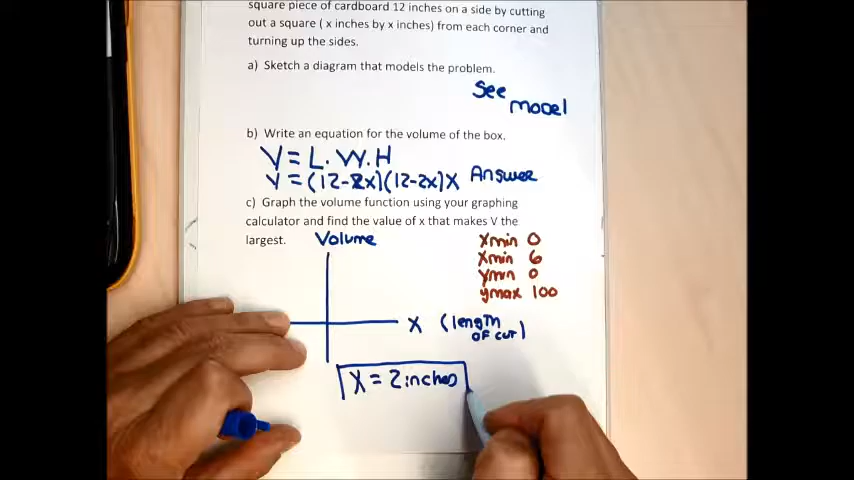 square piece of cardboard 12 inches on a side by cutting
out a square ( x inches by x inches) from each corner and
turning up the sides.
a) Sketch a diagram that models the problem.
See
model
b) Write an equation for the volume of the box.
V = L. W. H
V = (12-2x)(12-2x)X Answer
c) Graph the volume function using your graphing
calculator and find the value of x that makes V the
largest.
Volume
Xmin 0
Xmin 6
Ymin 0
ymax 100
X (length
OF cut)
X = 2 inches